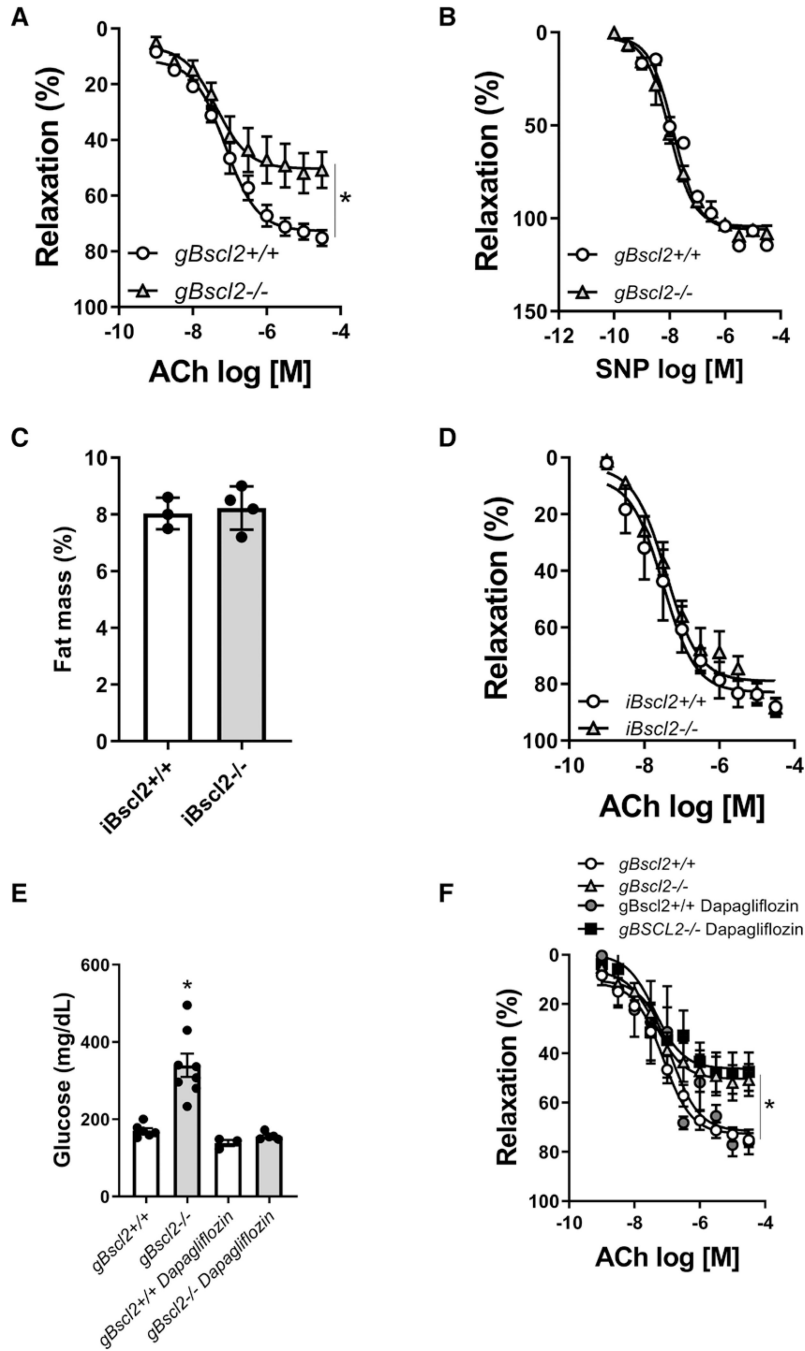 A
Relaxation (%)
0
20
40
60
80
100
gBscl2+/+
gBscl2-/-
*
-10
-8
-6
-4
ACh log [M]
B
Relaxation (%)
0
50
100
150
gBscl2+/+
gBscl2-/-
-12
-10
-8
-6
-4
SNP log [M]
C
Fat mass (%)
10
8
6
4
2
0
iBscl2+/+
iBscl2-/-
D
Relaxation (%)
0
20
40
60
80
100
iBscl2+/+
iBscl2-/-
-10
-8
-6
-4
ACh log [M]
E
Glucose (mg/dL)
600
400
200
0
*
gBscl2+/+
gBscl2-/-
gBscl2+/+ Dapagliflozin
gBscl2-/- Dapagliflozin
F
gBscl2+/+
gBscl2-/-
gBscl2+/+ Dapagliflozin
gBSCL2-/- Dapagliflozin
Relaxation (%)
0
20
40
60
80
100
*
-10
-8
-6
-4
ACh log [M]